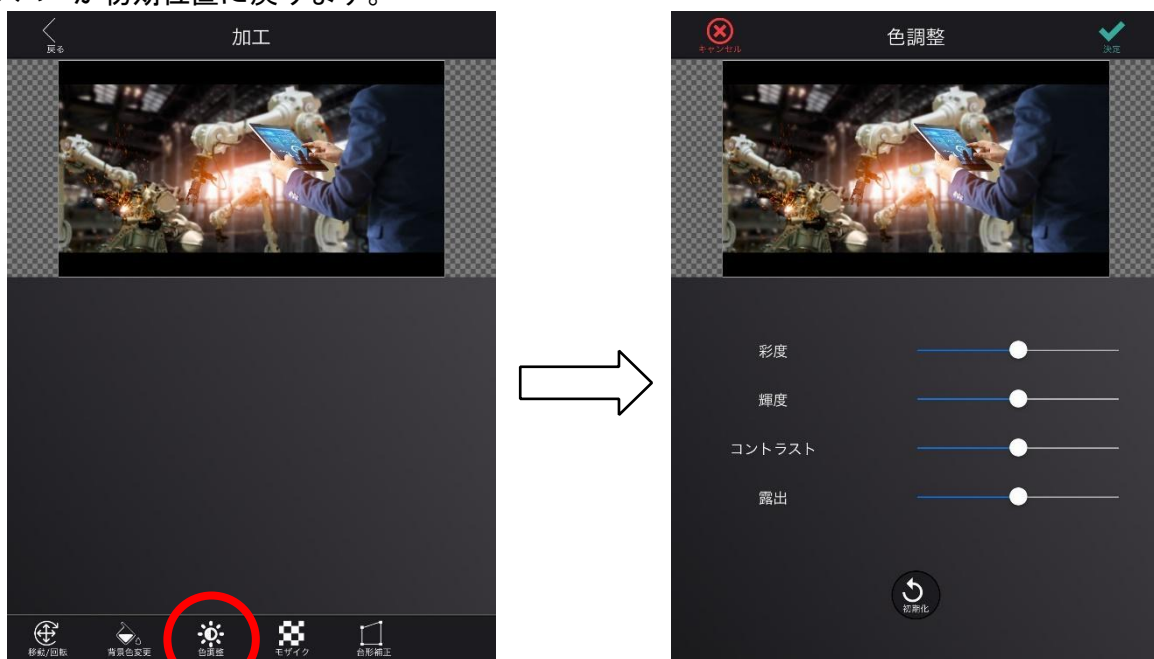 が初期位置に戻ります。
戻る
加工
移動/回転
背景色変更
色調整
モザイク
台形補正
キャンセル
色調整
決定
彩度
輝度
コントラスト
露出
初期化